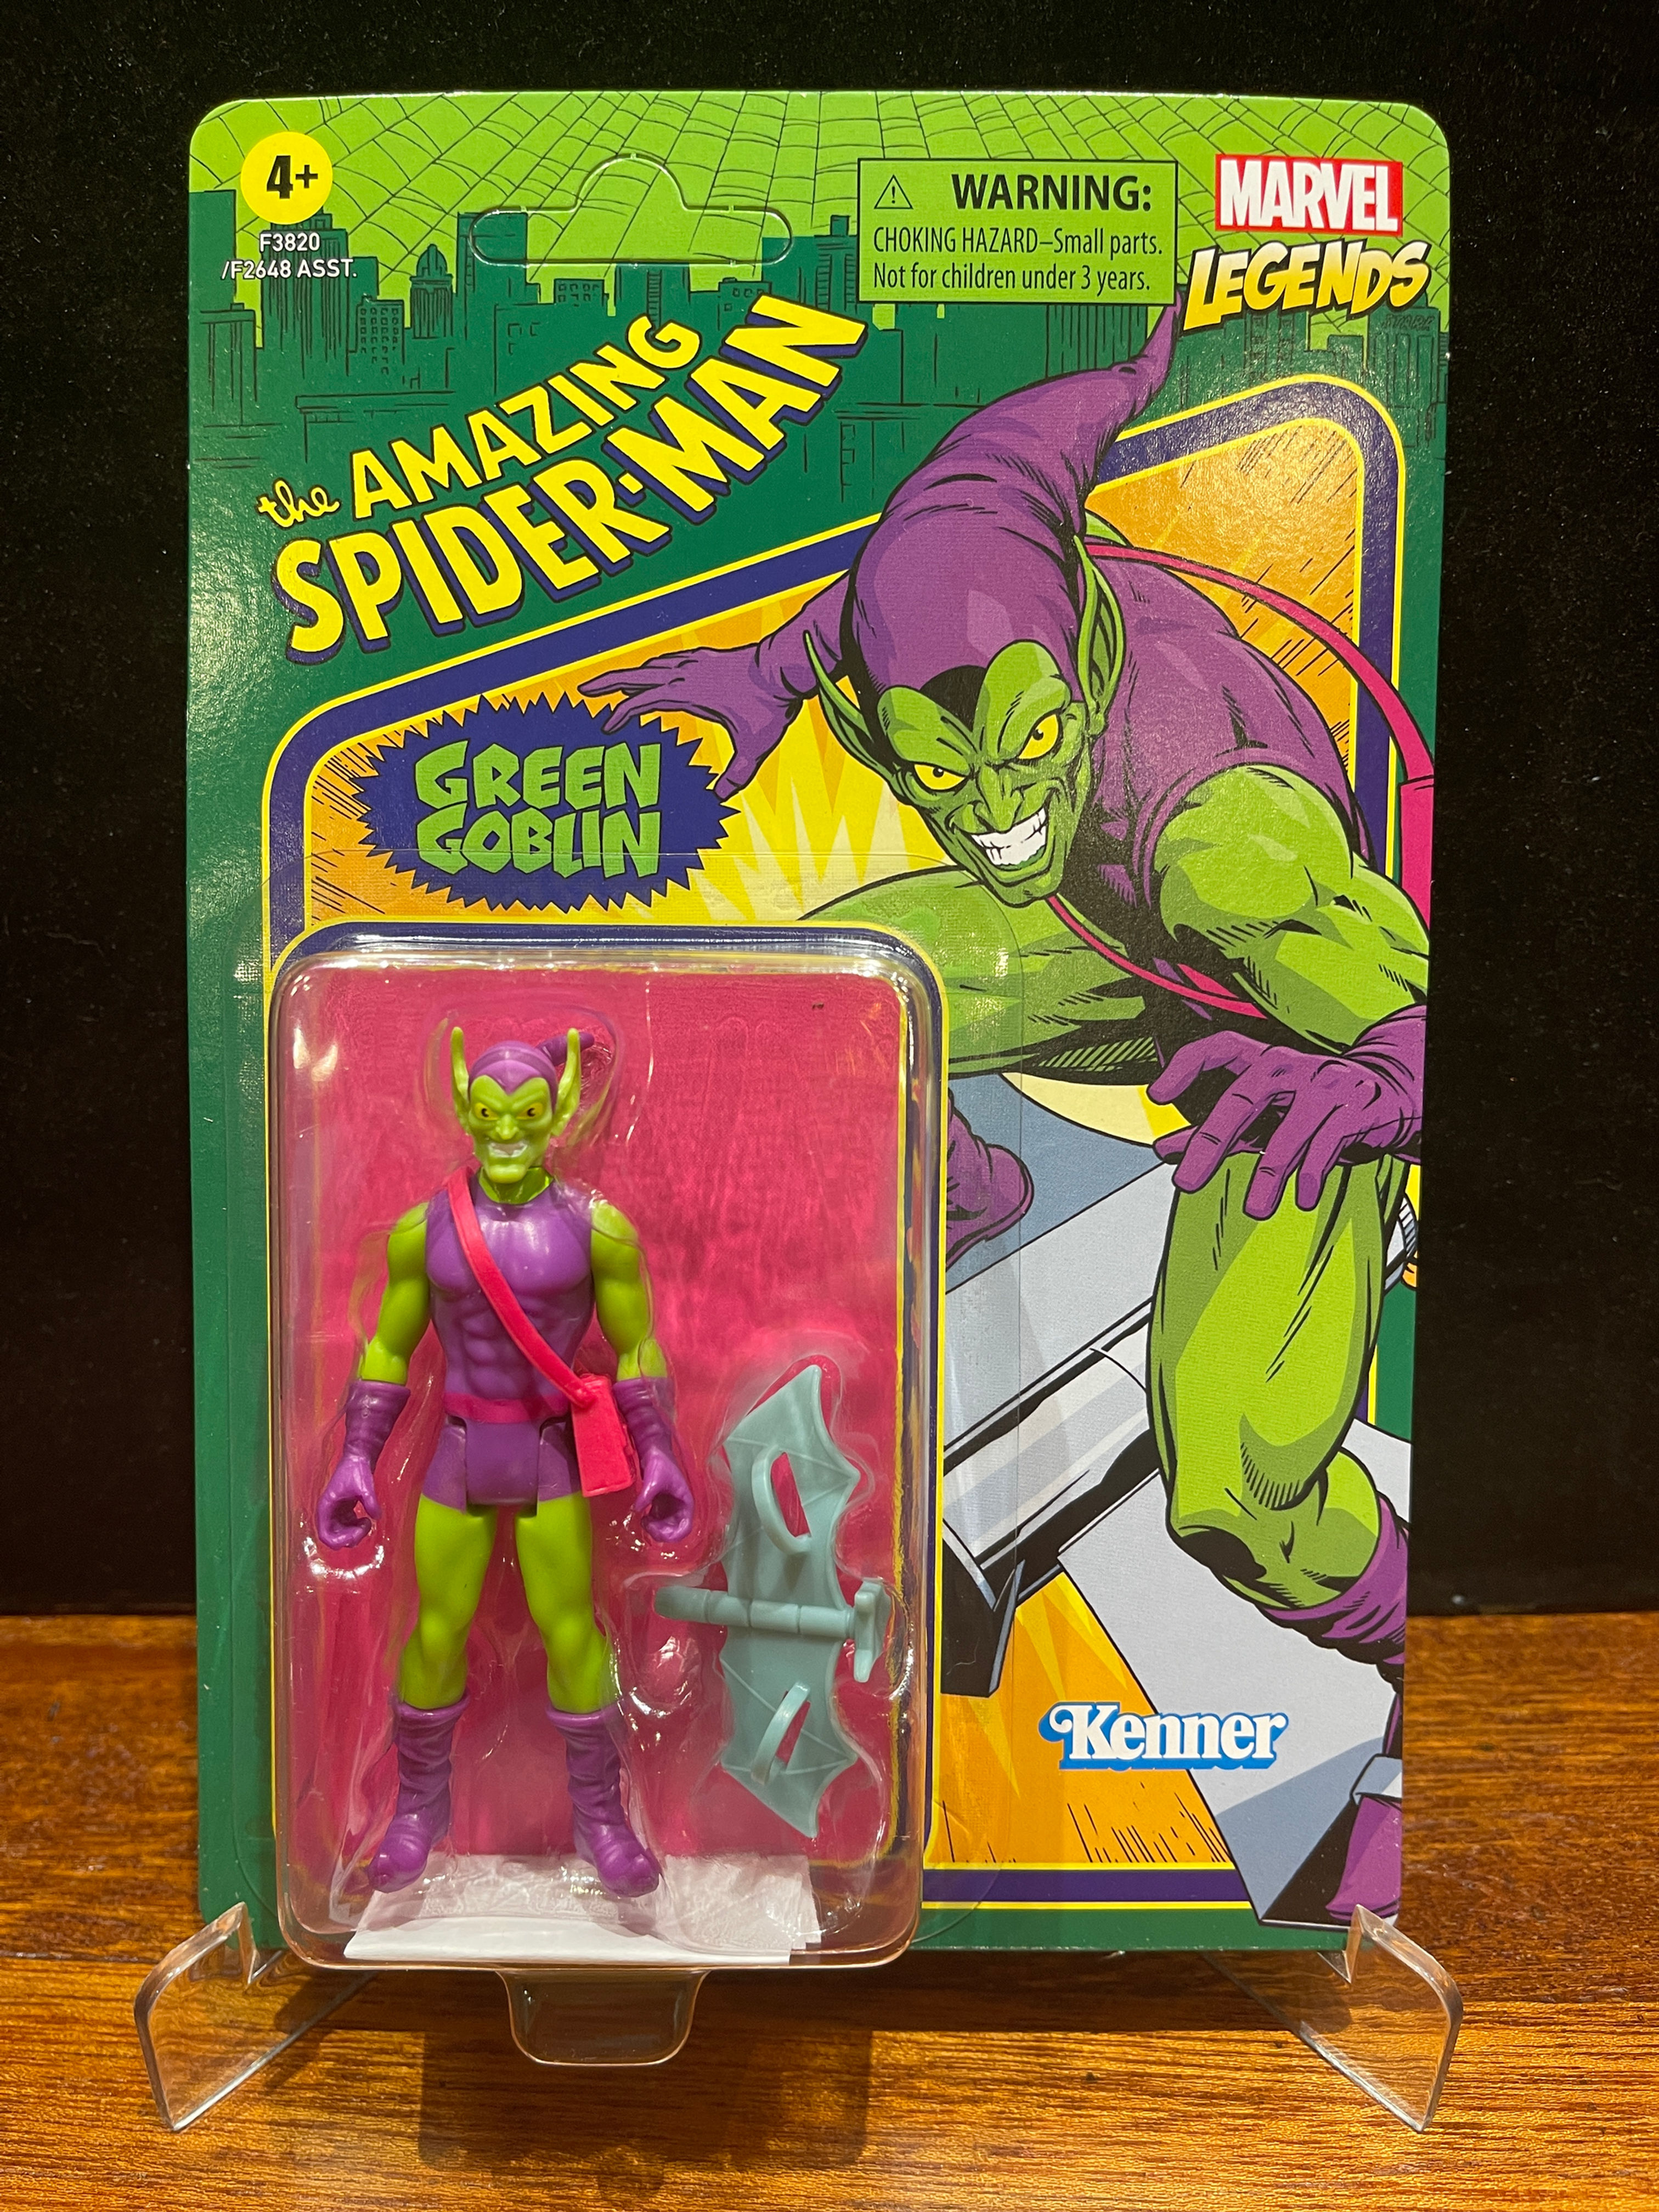 4+
F3820
/F2648 ASST.
WARNING:
CHOKING HAZARD–Small parts.
Not for children under 3 years.
MARVEL
LEGENDS
the AMAZING
SPIDER-MAN
GREEN
GOBLIN
Kenner